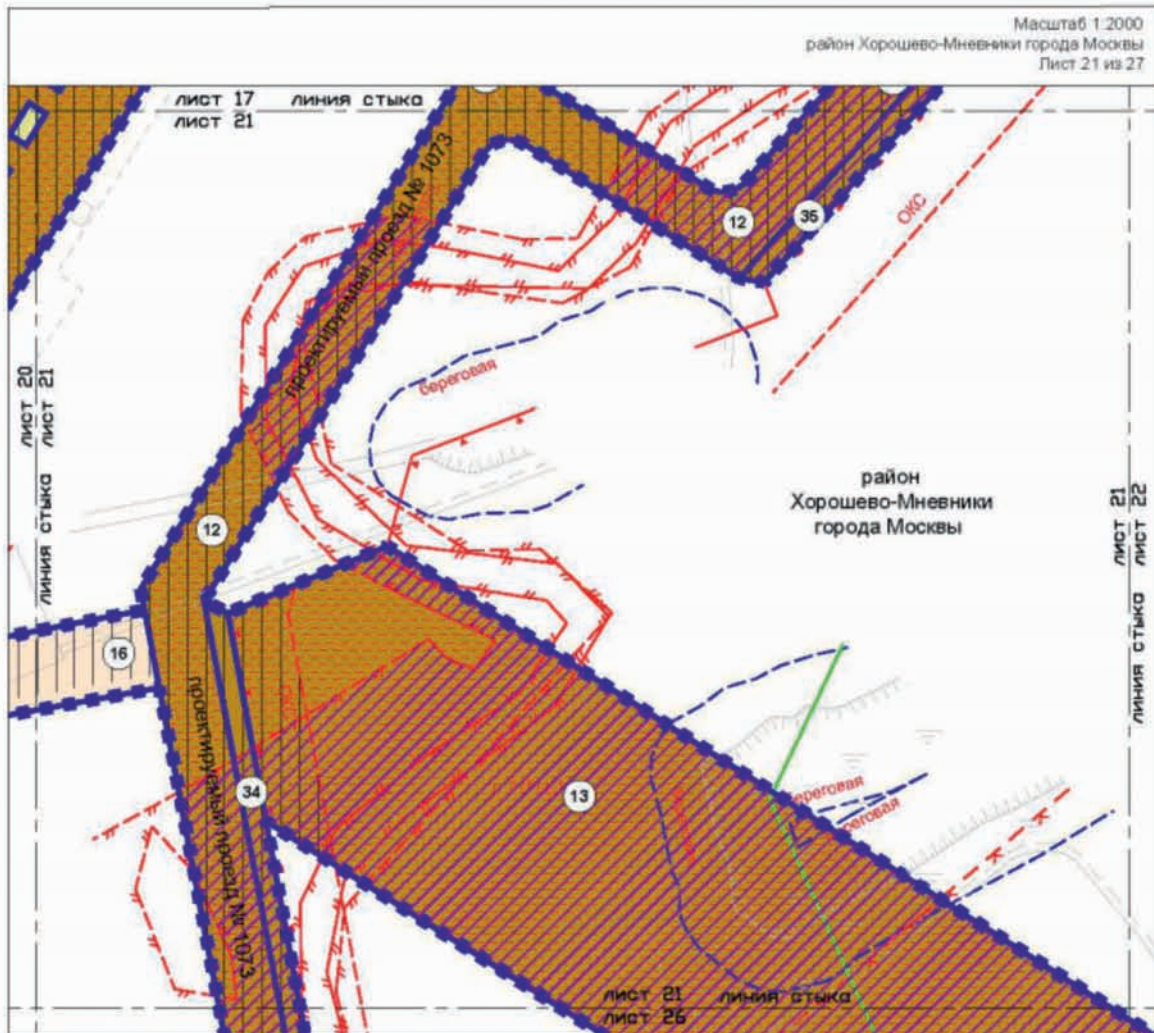 Масштаб 1:2000
район Хорошево-Мневники города Москвы
Лист 21 из 27
лист 17 линия стыка
лист 21
проектируемый проезд № 1073
12
35
ОКС
береговая
лист 20
лист 21
линия стыка
район
Хорошево-Мневники
города Москвы
лист 21
лист 22
линия стыка
12
16
ОКС
проектируемый проезд № 1073
34
13
береговая
береговая
лист 21 линия стыка
лист 26